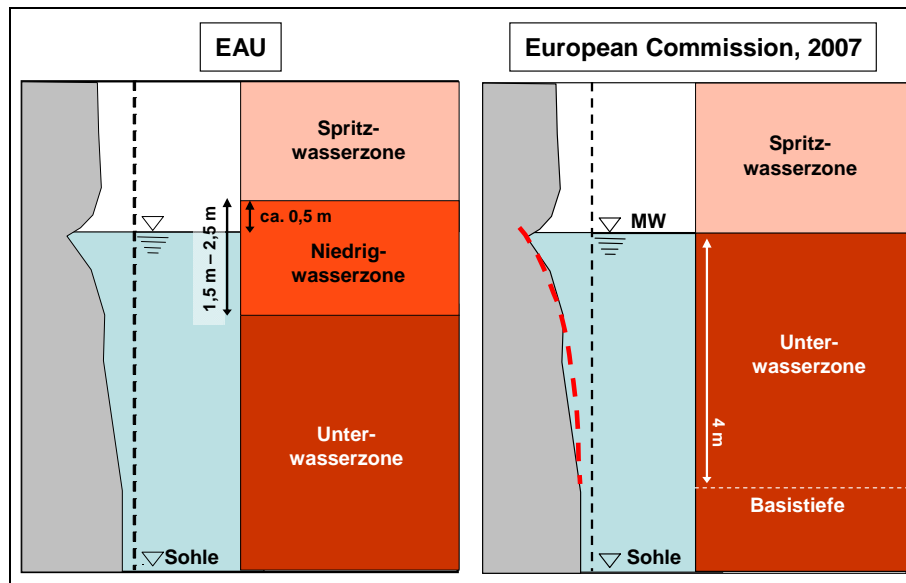 EAU
Spritz-
wasserzone
ca. 0,5 m
1,5 m – 2,5 m
Niedrig-
wasserzone
Unter-
wasserzone
Sohle
European Commission, 2007
Spritz-
wasserzone
MW
Unter-
wasserzone
4 m
Basistiefe
Sohle